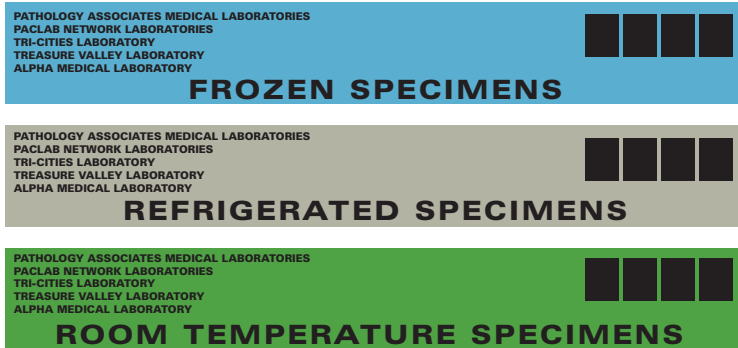 PATHOLOGY ASSOCIATES MEDICAL LABORATORIES
PACLAB NETWORK LABORATORIES
TRI-CITIES LABORATORY
TREASURE VALLEY LABORATORY
ALPHA MEDICAL LABORATORY
FROZEN SPECIMENS
PATHOLOGY ASSOCIATES MEDICAL LABORATORIES
PACLAB NETWORK LABORATORIES
TRI-CITIES LABORATORY
TREASURE VALLEY LABORATORY
ALPHA MEDICAL LABORATORY
REFRIGERATED SPECIMENS
PATHOLOGY ASSOCIATES MEDICAL LABORATORIES
PACLAB NETWORK LABORATORIES
TRI-CITIES LABORATORY
TREASURE VALLEY LABORATORY
ALPHA MEDICAL LABORATORY
ROOM TEMPERATURE SPECIMENS